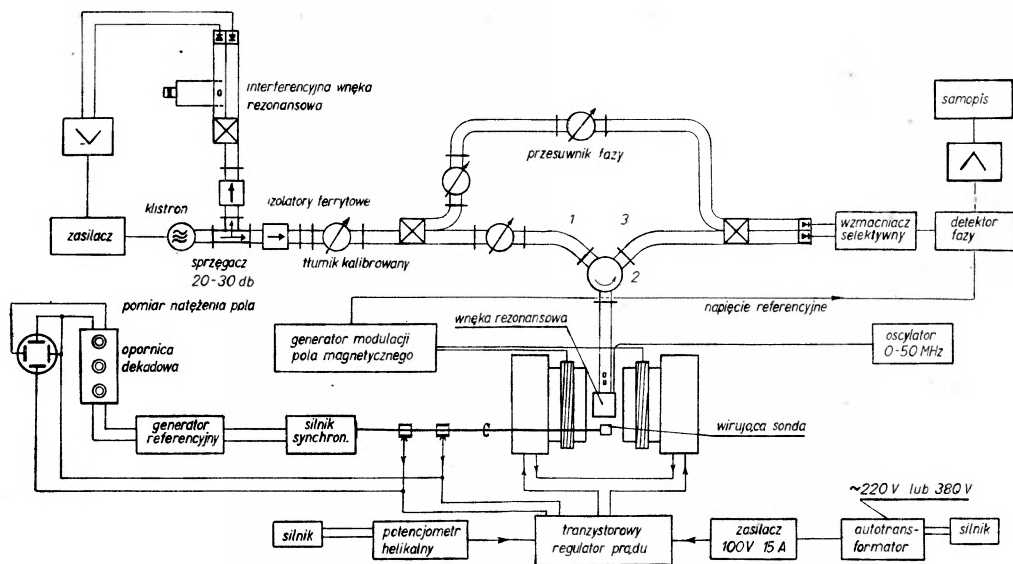 interferencyjna wnęka
rezonansowa
samopis
przesuwnik fazy
klistron
izolatory ferrytowe
1
3
zasilacz
wzmacniacz
selektywny
detektor
fazy
sprzęgacz
20-30 db
tłumik kalibrowany
2
pomiar natężenia pola
napięcie referencyjne
wnęka rezonansowa
generator modulacji
pola magnetycznego
oscylator
0-50 MHz
opornica
dekadowa
generator
referencyjny
silnik
synchron.
wirująca sonda
~220 V lub 380 V
silnik
potencjometr
helikalny
tranzystorowy
regulator prądu
zasilacz
100V 15 A
autotrans-
formator
silnik